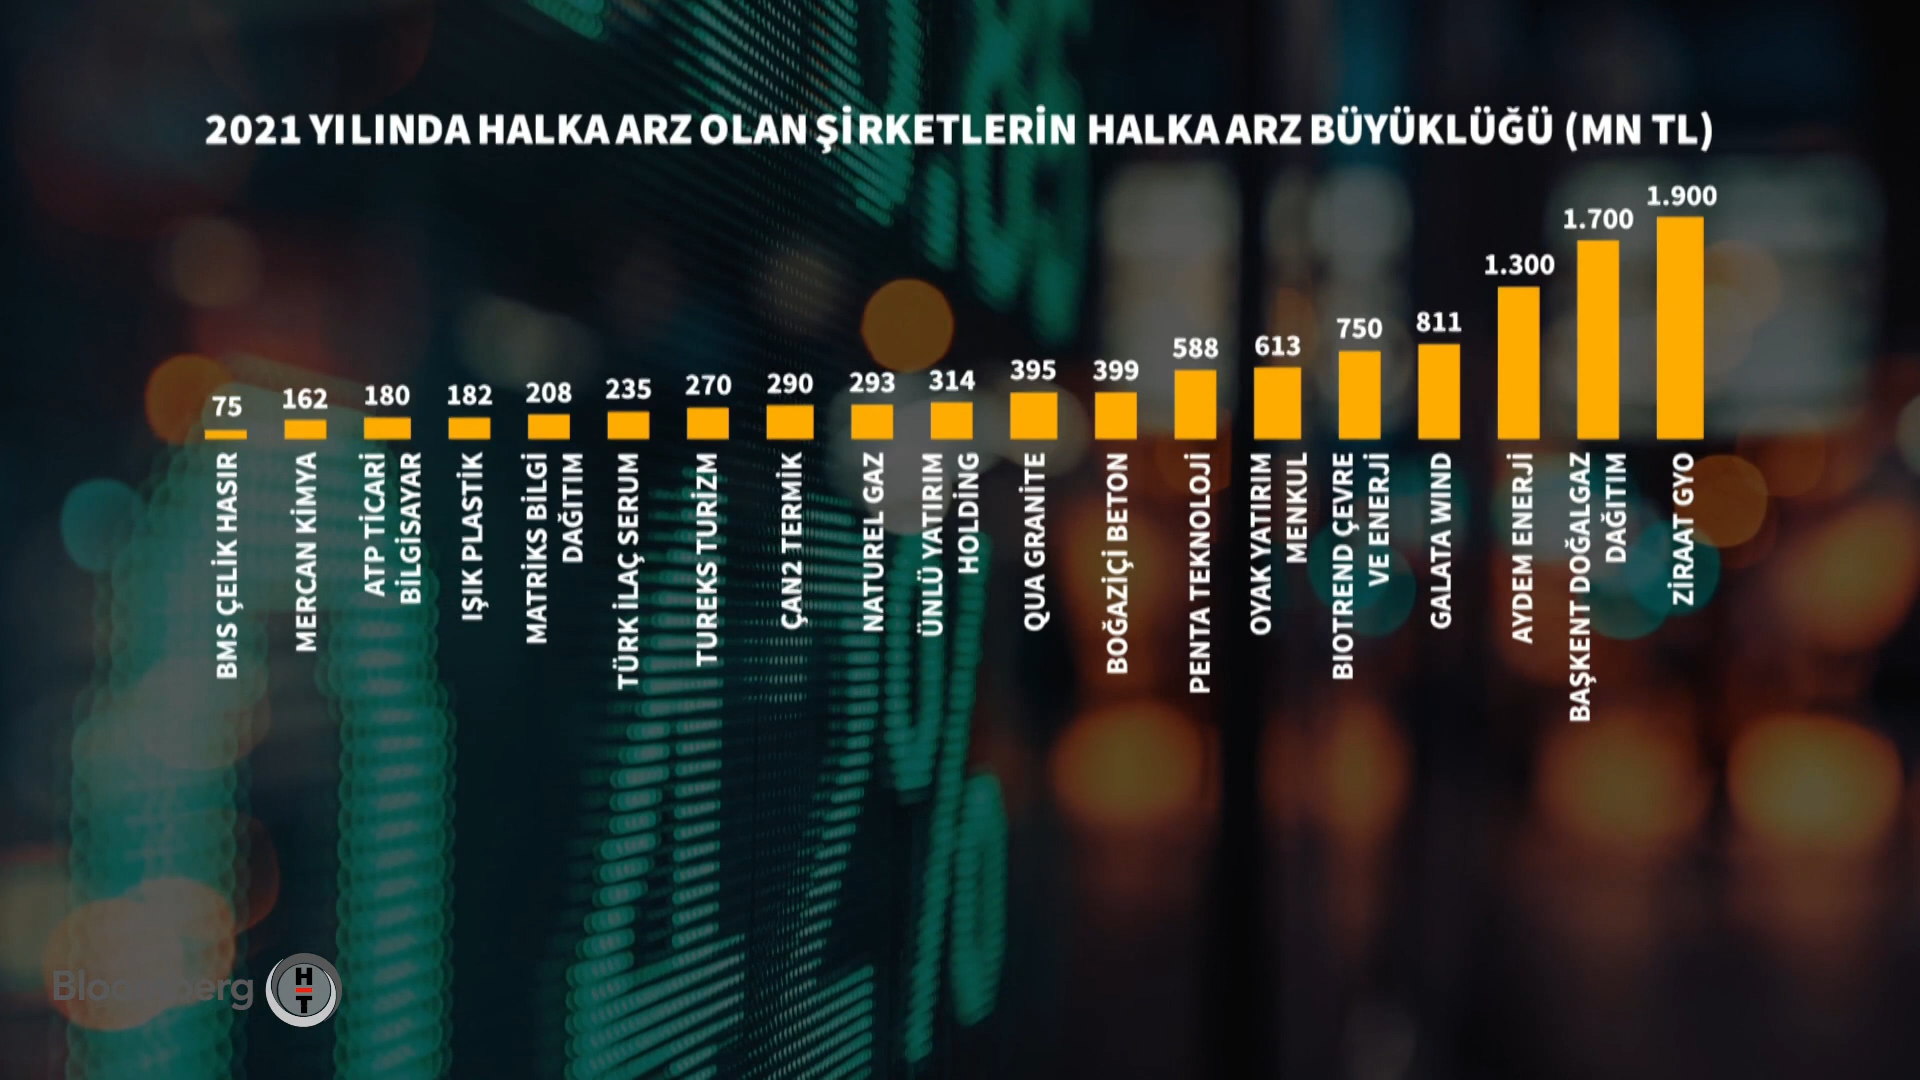 2021 YILINDA HALKA ARZ OLAN ŞİRKETLERİN HALKA ARZ BÜYÜKLÜĞÜ (MN TL)
75
162
180
182
208
235
270
290
293
314
395
399
588
613
750
811
1.300
1.700
1.900
BMS ÇELİK HASIR
MERCAN KİMYA
ATP TİCARİ
BİLGİSAYAR
IŞIK PLASTİK
MATRİKS BİLGİ
DAĞITIM
TÜRK İLAÇ SERUM
TUREKS TURİZM
ÇAN2 TERMİK
NATUREL GAZ
ÜNLÜ YATIRIM
HOLDİNG
QUA GRANİTE
BOĞAZİÇİ BETON
PENTA TEKNOLOJİ
OYAK YATIRIM
MENKUL
BIOTREND ÇEVRE
VE ENERJİ
GALATA WIND
AYDEM ENERJİ
BAŞKENT DOĞALGAZ
DAĞITIM
ZİRAAT GYO
Bloomberg HT